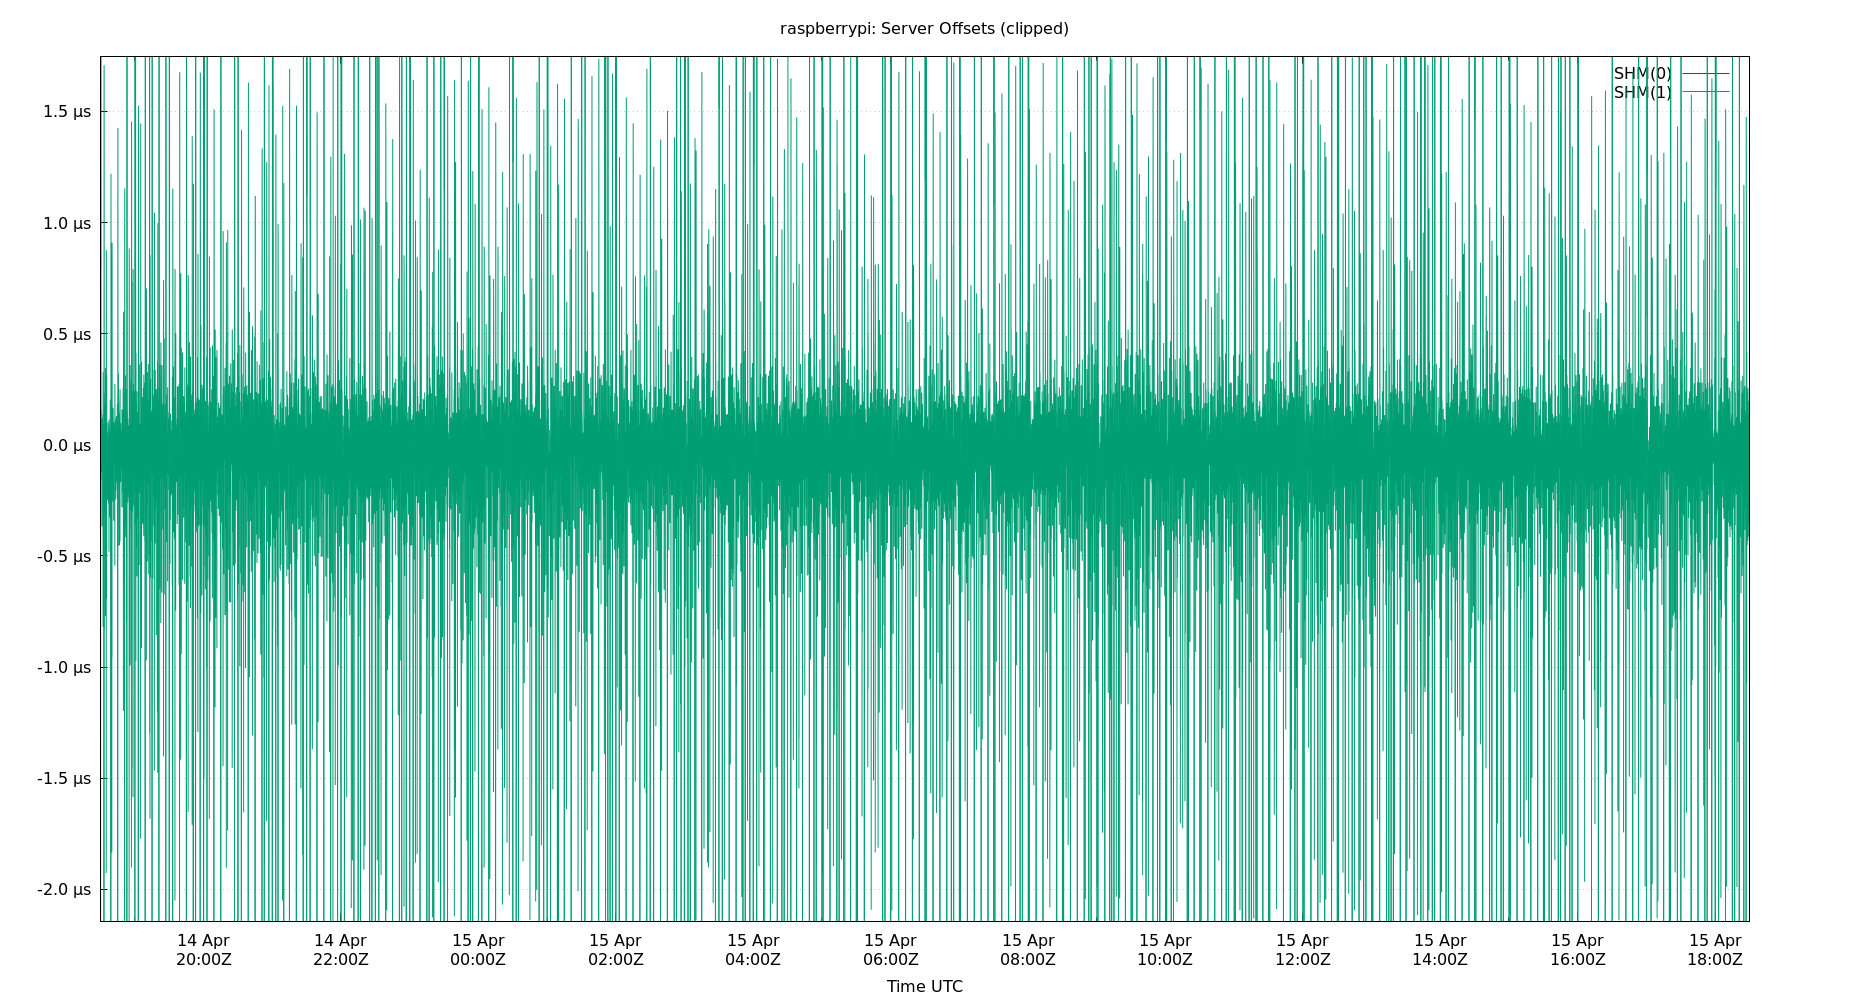 raspberrypi: Server Offsets (clipped)
SHM(0)
SHM(1)
1.5 µs
1.0 µs
0.5 µs
0.0 µs
-0.5 µs
-1.0 µs
-1.5 µs
-2.0 µs
14 Apr 14 Apr 15 Apr 15 Apr 15 Apr 15 Apr 15 Apr 15 Apr 15 Apr 15 Apr 15 Apr 15 Apr
20:00Z 22:00Z 00:00Z 02:00Z 04:00Z 06:00Z 08:00Z 10:00Z 12:00Z 14:00Z 16:00Z 18:00Z
Time UTC